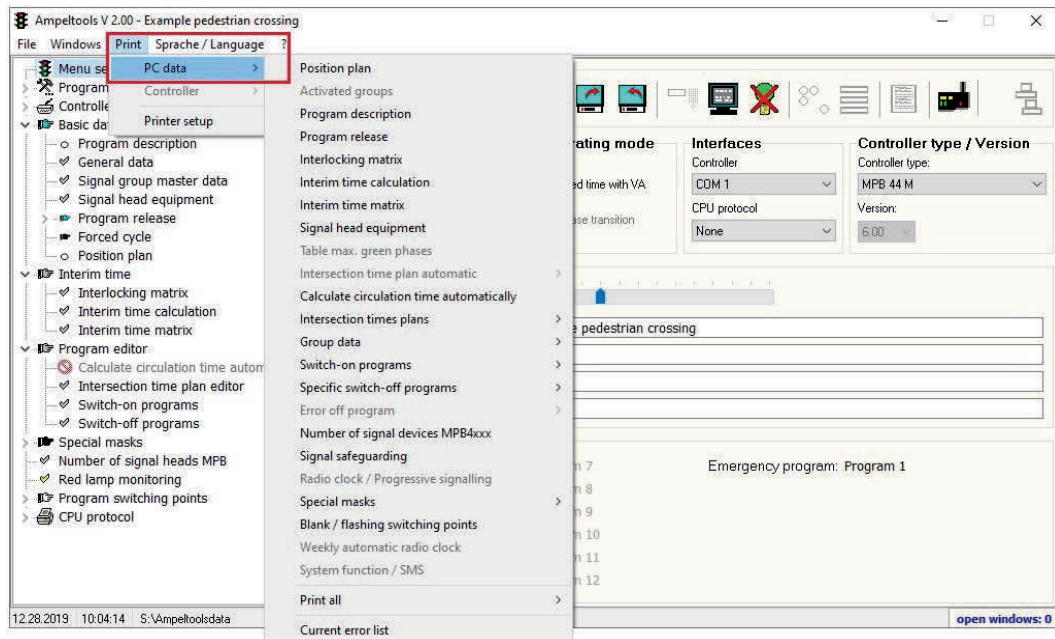 Ampeltools V 2.00 - Example pedestrian crossing
File Windows Print Sprache / Language ?
PC data
Controller
Printer setup
Menu se
Program
Controlle
Basic da
Program description
General data
Signal group master data
Signal head equipment
Program release
Forced cycle
Position plan
Interim time
Interlocking matrix
Interim time calculation
Interim time matrix
Program editor
Calculate circulation time autom
Intersection time plan editor
Switch-on programs
Switch-off programs
Special masks
Number of signal heads MPB
Red lamp monitoring
Program switching points
CPU protocol
Position plan
Activated groups
Program description
Program release
Interlocking matrix
Interim time calculation
Interim time matrix
Signal head equipment
Table max. green phases
Intersection time plan automatic
Calculate circulation time automatically
Intersection times plans
Group data
Switch-on programs
Specific switch-off programs
Error off program
Number of signal devices MPB4xxx
Signal safeguarding
Radio clock / Progressive signalling
Special masks
Blank / flashing switching points
Weekly automatic radio clock
System function / SMS
Print all
Current error list
rating mode
ed time with VA
ase transition
Interfaces
Controller
COM 1
CPU protocol
None
Controller type / Version
Controller type:
MPB 44 M
Version:
6.00
e pedestrian crossing
m 7
m 8
m 9
m 10
m 11
m 12
Emergency program: Program 1
12.28.2019 10:04:14 S:\Ampeltoolsdata
open windows: 0